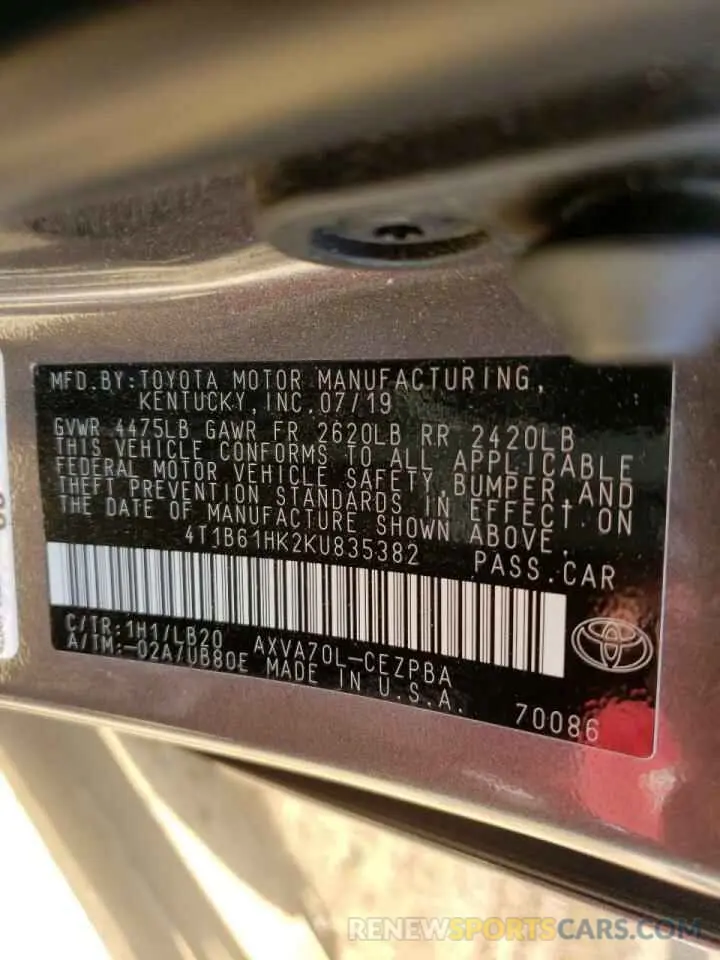 MFD.BY:TOYOTA MOTOR MANUFACTURING,
KENTUCKY,INC.07/19
GVWR 4475LB GAWR FR 2620LB RR 2420LB
THIS VEHICLE CONFORMS TO ALL APPLICABLE
FEDERAL MOTOR VEHICLE SAFETY,BUMPER,AND
THEFT PREVENTION STANDARDS IN EFFECT ON
THE DATE OF MANUFACTURE SHOWN ABOVE.
4T1B61HK2KU835382 PASS.CAR
C/TR:1H1/LB20 AXVA70L-CEZPBA
A/TM:-02A/UB80E MADE IN U.S.A.
70086
RENEWSPORTSCARS.COM